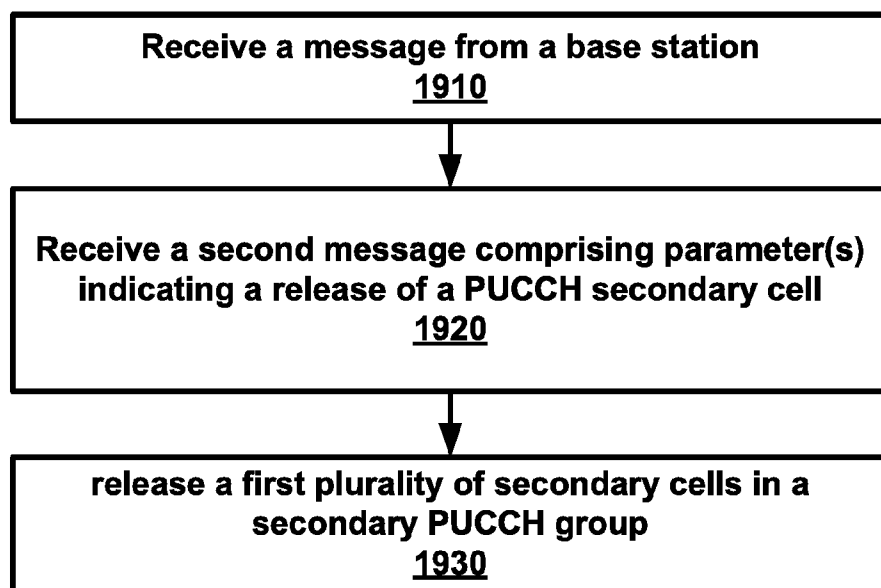 Receive a message from a base station
1910
Receive a second message comprising parameter(s)
indicating a release of a PUCCH secondary cell
1920
release a first plurality of secondary cells in a
secondary PUCCH group
1930